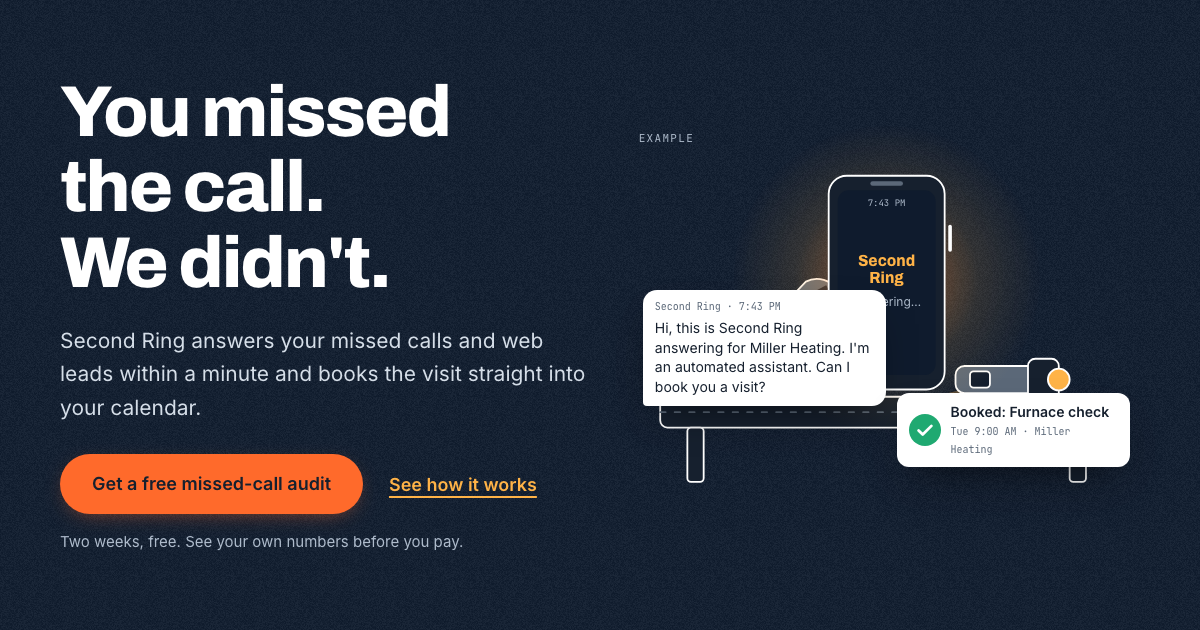 You missed
the call.
We didn't.
Second Ring answers your missed calls and web
leads within a minute and books the visit straight into
your calendar.
Get a free missed-call audit
See how it works
Two weeks, free. See your own numbers before you pay.
EXAMPLE
7:43 PM
Second
Ring
Second Ring · 7:43 PM
Hi, this is Second Ring
answering for Miller Heating. I'm
an automated assistant. Can I
book you a visit?
Booked: Furnace check
Tue 9:00 AM · Miller
Heating